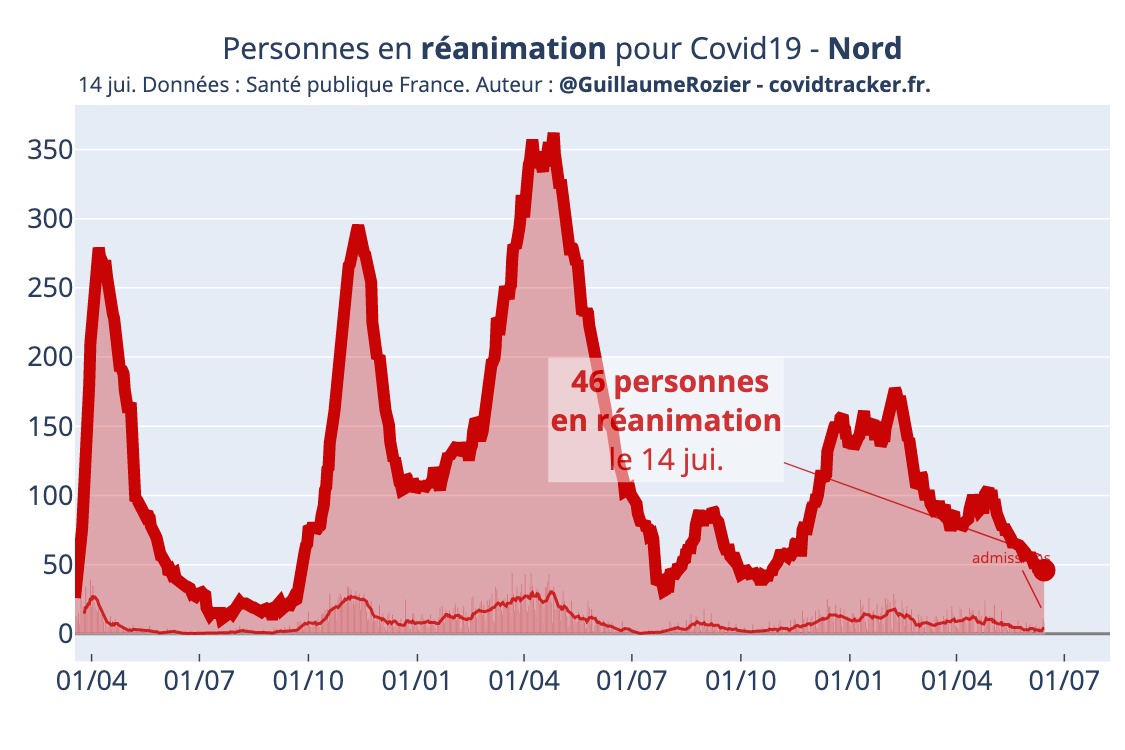 Personnes en réanimation pour Covid19 - Nord
14 jui. Données : Santé publique France. Auteur : @GuillaumeRozier - covidtracker.fr.
350
300
250
200
150
100
50
0
46 personnes
en réanimation
le 14 jui.
admissions
01/04 01/07 01/10 01/01 01/04 01/07 01/10 01/01 01/04 01/07